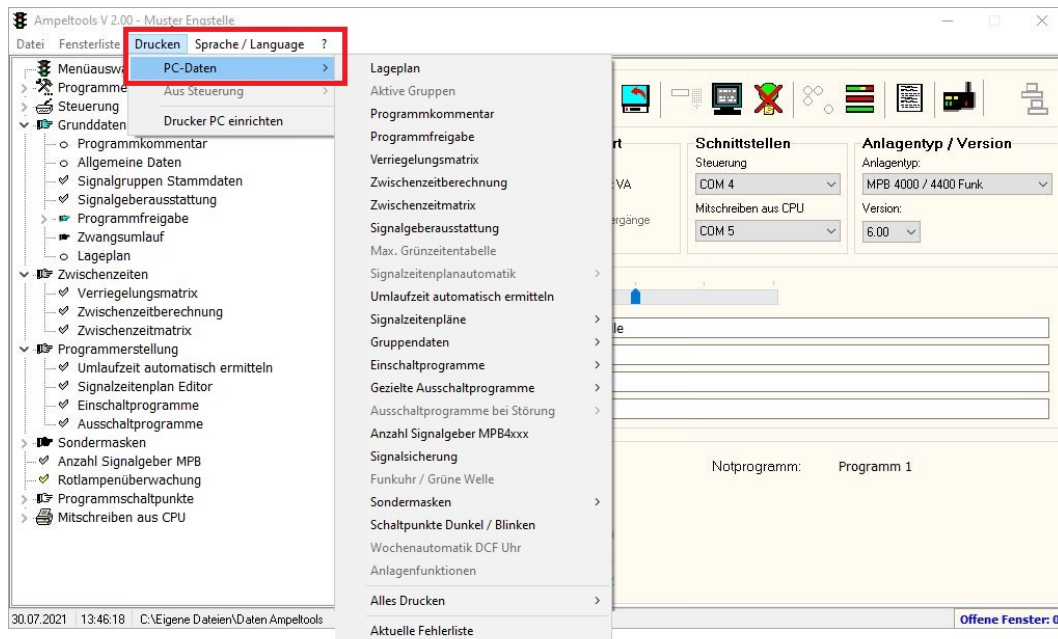 Ampeltools V 2.00 - Muster Engstelle
Datei Fensterliste Drucken Sprache / Language ?
PC-Daten
Aus Steuerung
Drucker PC einrichten
Programme
Steuerung
Grunddaten
Programmkommentar
Allgemeine Daten
Signalgruppen Stammdaten
Signalgeberausstattung
Programmfreigabe
Zwangsumlauf
Lageplan
Zwischenzeiten
Verriegelungsmatrix
Zwischenzeitberechnung
Zwischenzeitmatrix
Programmerstellung
Umlaufzeit automatisch ermitteln
Signalzeitenplan Editor
Einschaltprogramme
Ausschaltprogramme
Sondermasken
Anzahl Signalgeber MPB
Rotlampenüberwachung
Programmschaltpunkte
Mitschreiben aus CPU
Lageplan
Aktive Gruppen
Programmkommentar
Programmfreigabe
Verriegelungsmatrix
Zwischenzeitberechnung
Zwischenzeitmatrix
Signalgeberausstattung
Max. Grünzeitentabelle
Signalzeitenplanautomatik
Umlaufzeit automatisch ermitteln
Signalzeitenpläne
Gruppendaten
Einschaltprogramme
Gezielte Ausschaltprogramme
Ausschaltprogramme bei Störung
Anzahl Signalgeber MPB4xxx
Signalsicherung
Funkuhr / Grüne Welle
Sondermasken
Schaltpunkte Dunkel / Blinken
Wochenautomatik DCF Uhr
Anlagenfunktionen
Alles Drucken
Aktuelle Fehlerliste
VA
Schnittstellen
Steuerung
COM 4
Mitschreiben aus CPU
COM 5
Anlagentyp / Version
Anlagentyp:
MPB 4000 / 4400 Funk
Version:
6.00
Notprogramm: Programm 1
30.07.2021 13:46:18 C:\Eigene Dateien\Daten Ampeltools
Offene Fenster: